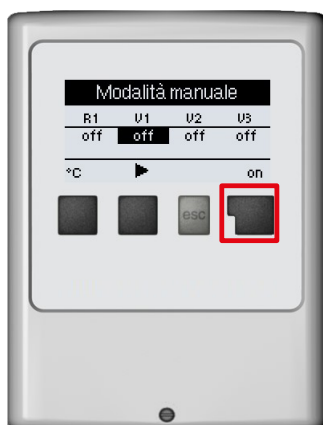 Modalità manuale
R1 V1 V2 V3
off off off off
°C ▶ on
esc